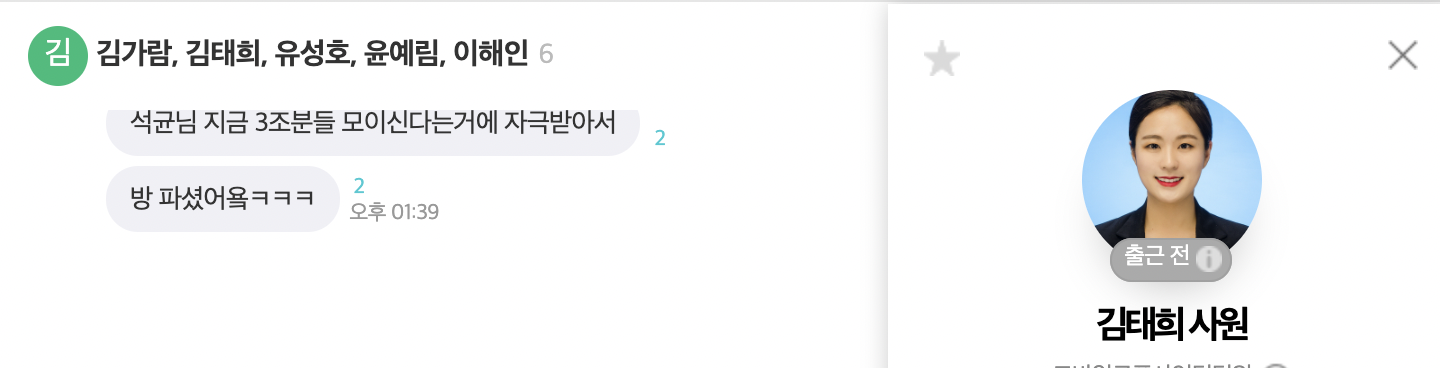 김
김가람, 김태희, 유성호, 윤예림, 이해인 6
석균님 지금 3조분들 모이신다는거에 자극받아서
2
방 파셨어욬ㅋㅋㅋ
2
오후 01:39
출근 전
김태희 사원